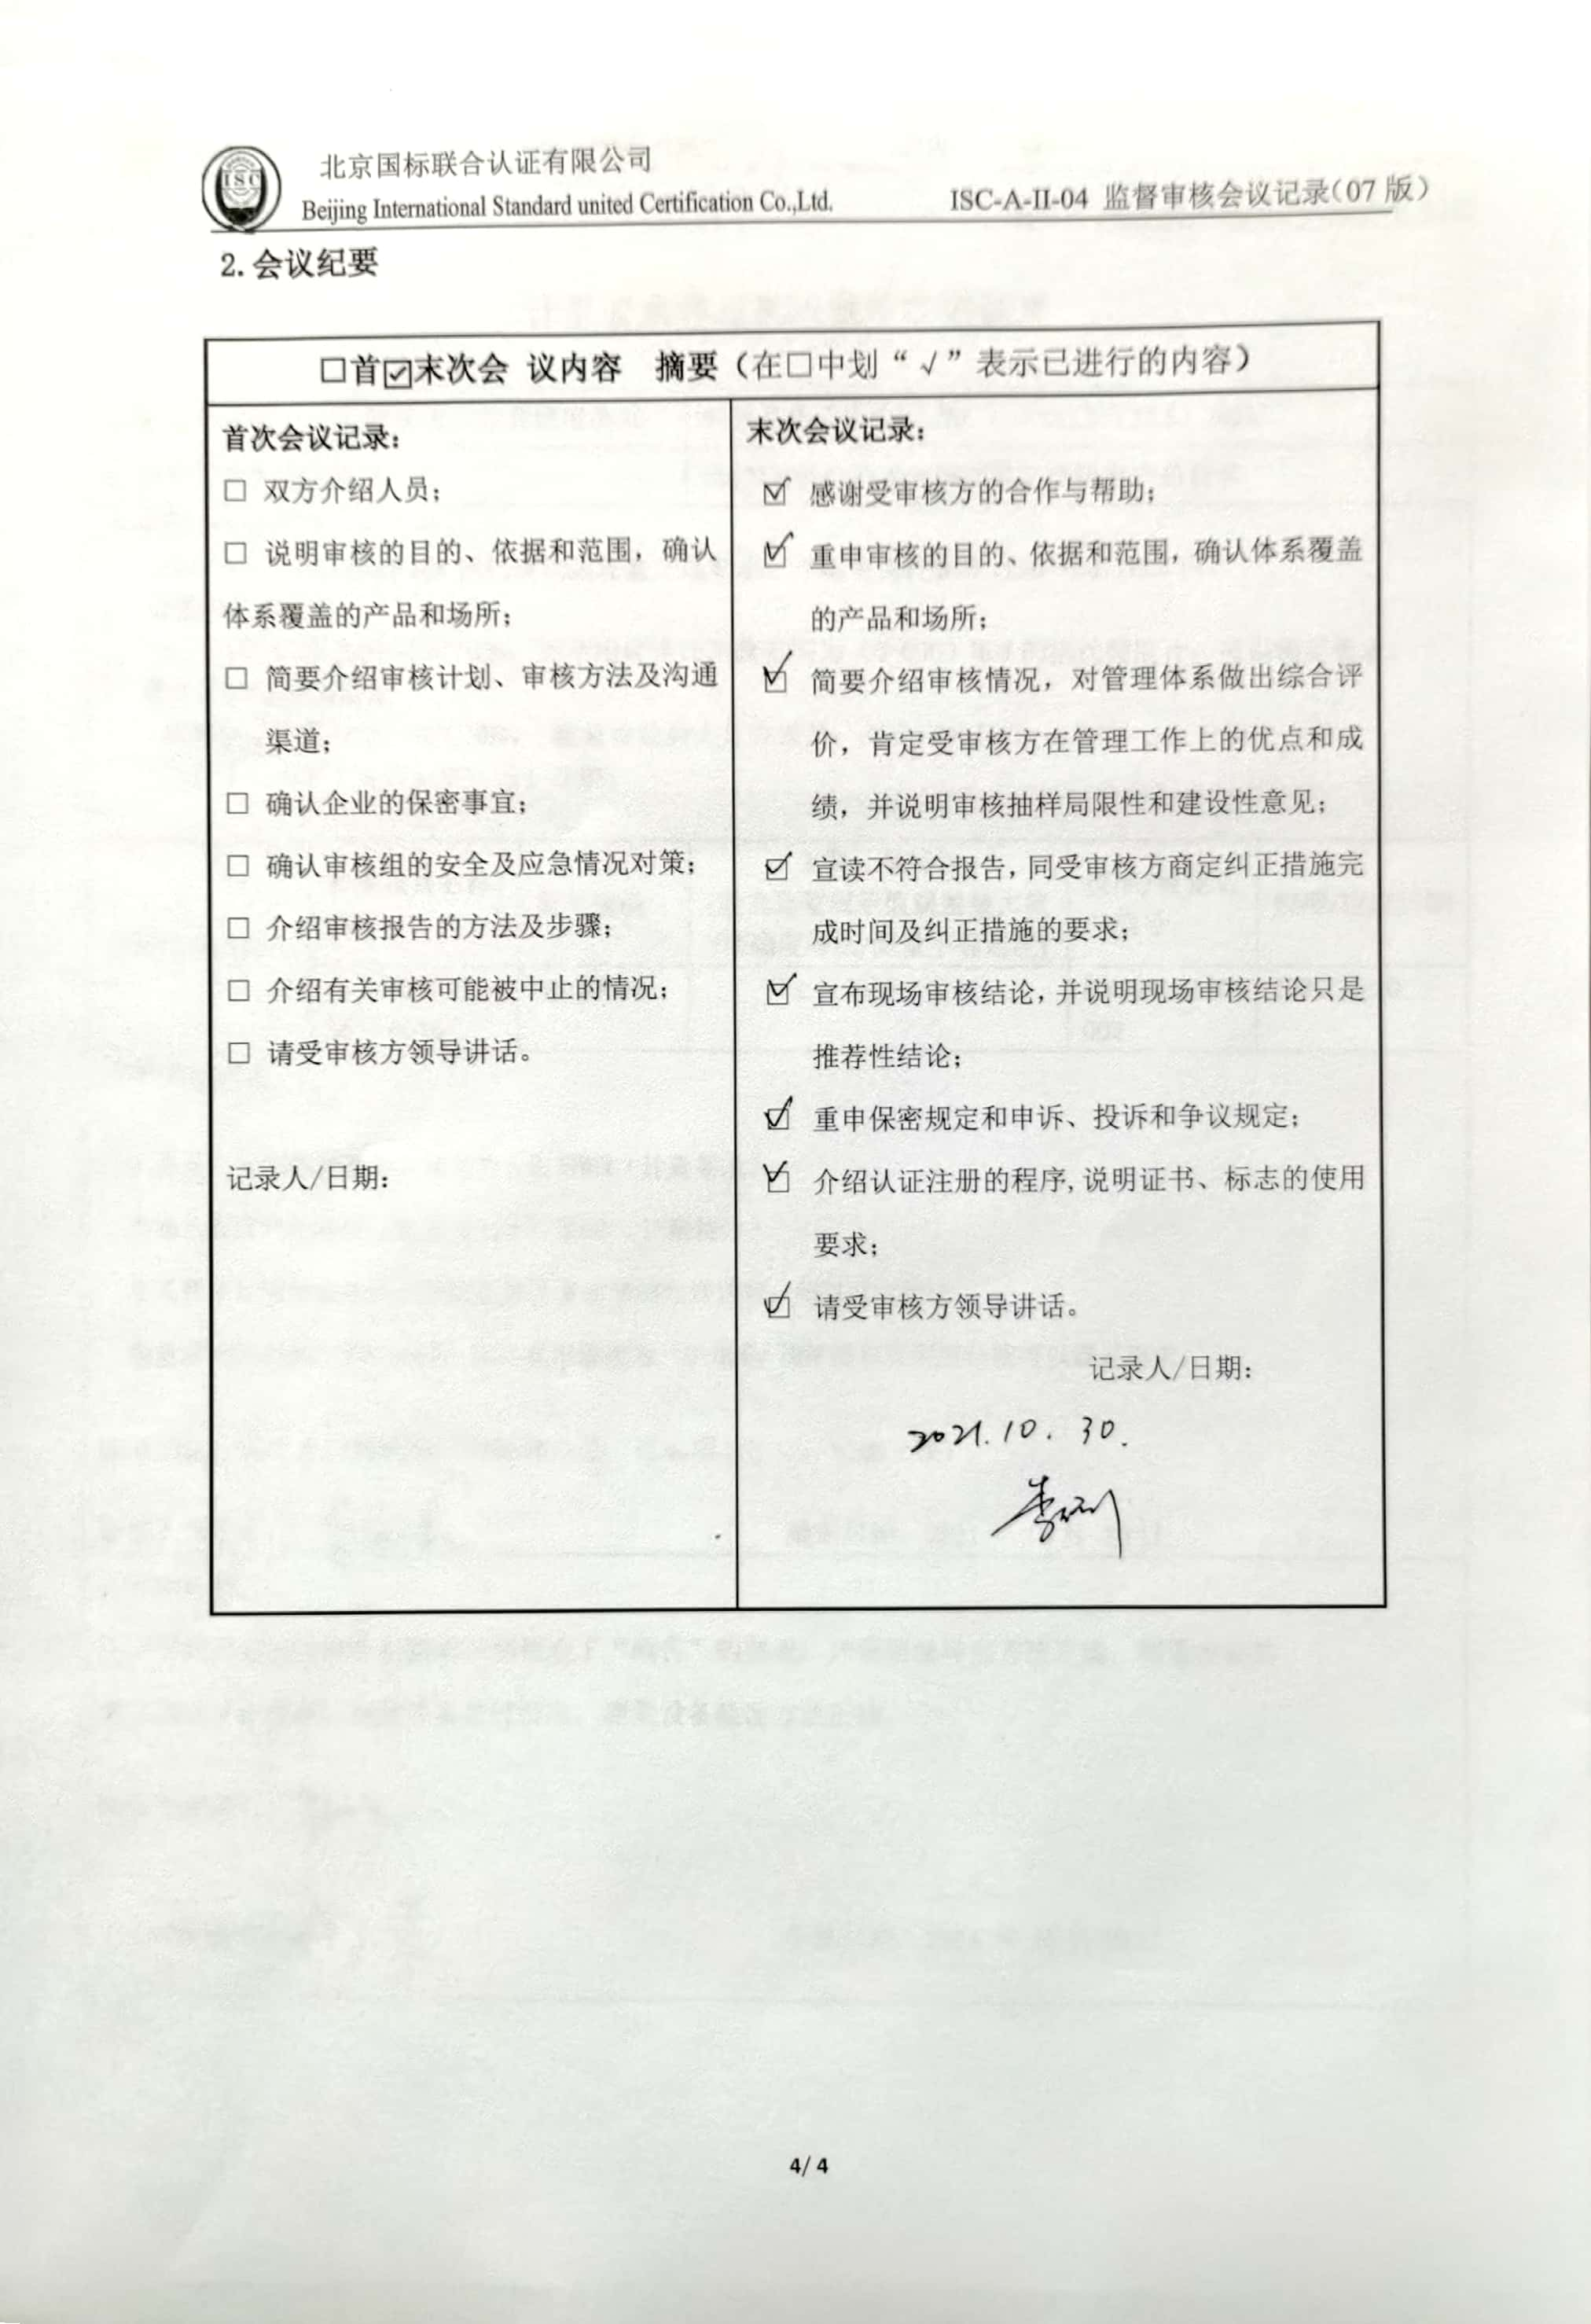 ISC
北京国标联合认证有限公司
Beijing International Standard united Certification Co.,Ltd.
ISC-A-II-04 监督审核会议记录(07 版)
2.会议纪要
□首☑末次会 议内容 摘要（在□中划“√”表示已进行的内容）
首次会议记录：
□ 双方介绍人员；
□ 说明审核的目的、依据和范围，确认
体系覆盖的产品和场所；
□ 简要介绍审核计划、审核方法及沟通
渠道；
□ 确认企业的保密事宜；
□ 确认审核组的安全及应急情况对策；
□ 介绍审核报告的方法及步骤；
□ 介绍有关审核可能被中止的情况；
□ 请受审核方领导讲话。
记录人/日期：
末次会议记录：
☑ 感谢受审核方的合作与帮助；
☑ 重申审核的目的、依据和范围，确认体系覆盖
的产品和场所；
☑ 简要介绍审核情况，对管理体系做出综合评
价，肯定受审核方在管理工作上的优点和成
绩，并说明审核抽样局限性和建设性意见；
☑ 宣读不符合报告，同受审核方商定纠正措施完
成时间及纠正措施的要求；
☑ 宣布现场审核结论，并说明现场审核结论只是
推荐性结论；
☑ 重申保密规定和申诉、投诉和争议规定；
☑ 介绍认证注册的程序，说明证书、标志的使用
要求；
☑ 请受审核方领导讲话。
记录人/日期：
2021.10.30.
4/ 4